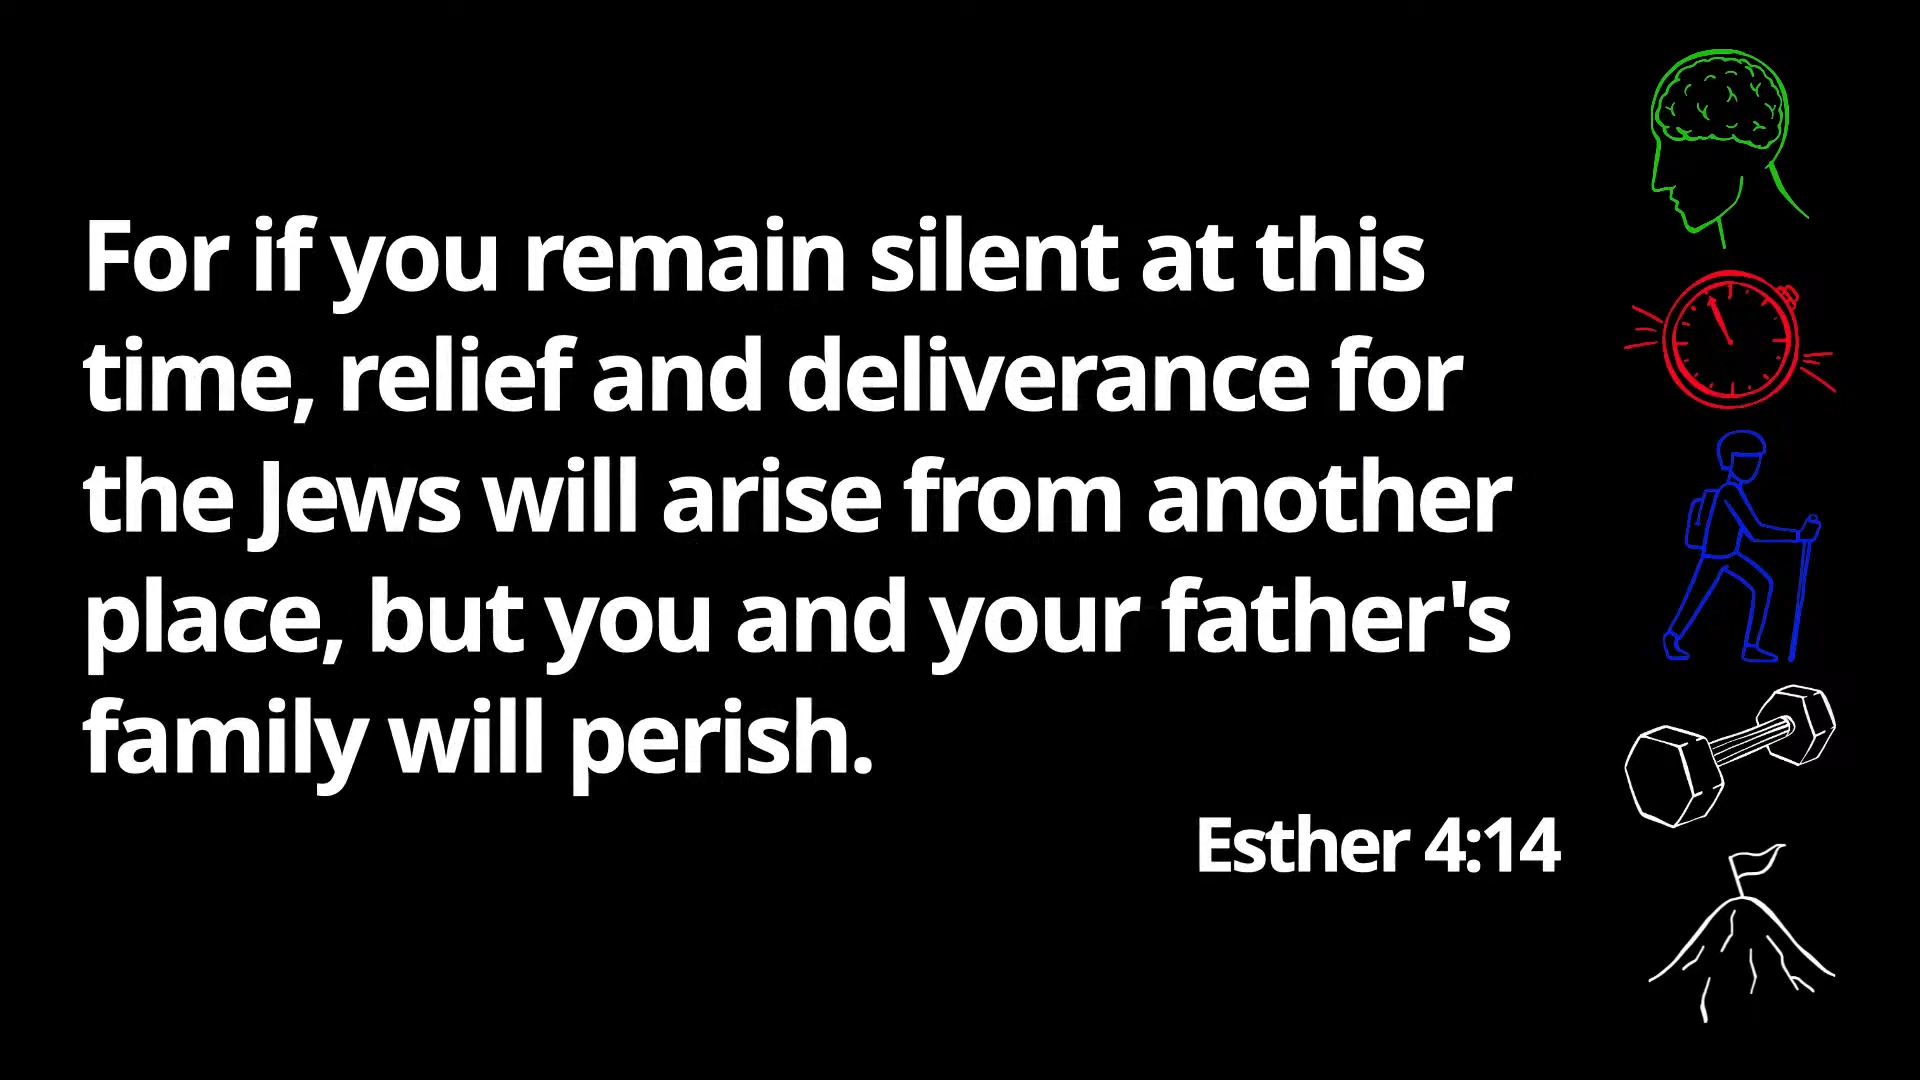 For if you remain silent at this
time, relief and deliverance for
the Jews will arise from another
place, but you and your father's
family will perish.
Esther 4:14